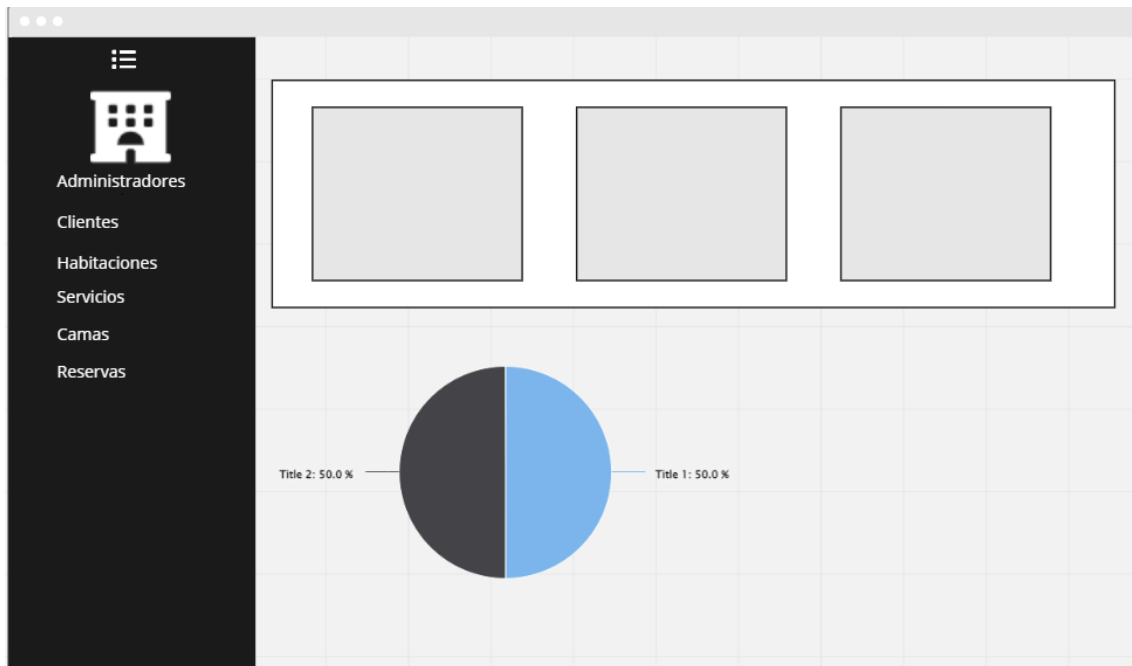 Administradores
Clientes
Habitaciones
Servicios
Camas
Reservas
Title 2: 50.0 %
Title 1: 50.0 %